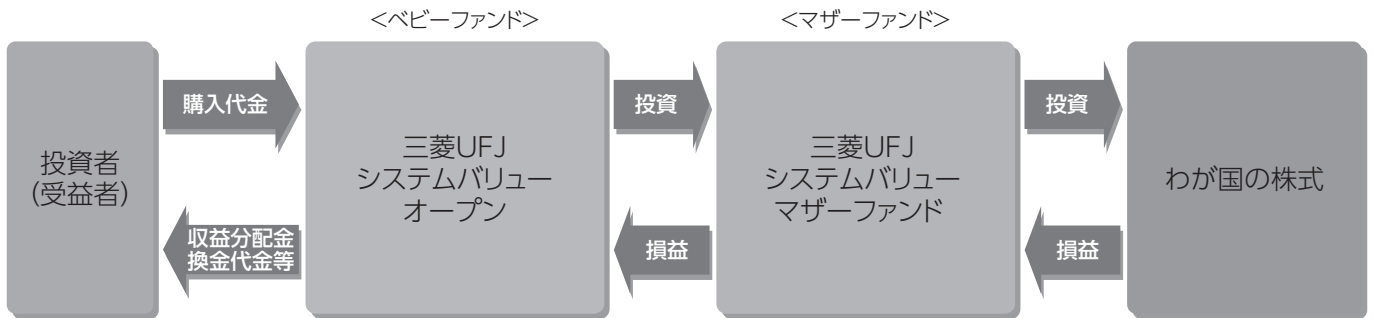 <ベビーファンド>
<マザーファンド>
投資者
(受益者)
購入代金
収益分配金
換金代金等
三菱UFJ
システムバリュー
オープン
投資
損益
三菱UFJ
システムバリュー
マザーファンド
投資
損益
わが国の株式